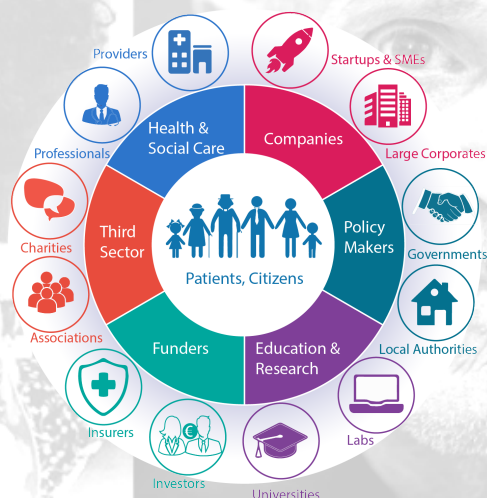 Providers
Startups & SMEs
Professionals
Large Corporates
Health &
Social Care
Companies
Third
Sector
Policy
Makers
Charities
Governments
Patients, Citizens
Associations
Local Authorities
Funders
Education &
Research
Insurers
Labs
Investors
€
Universities